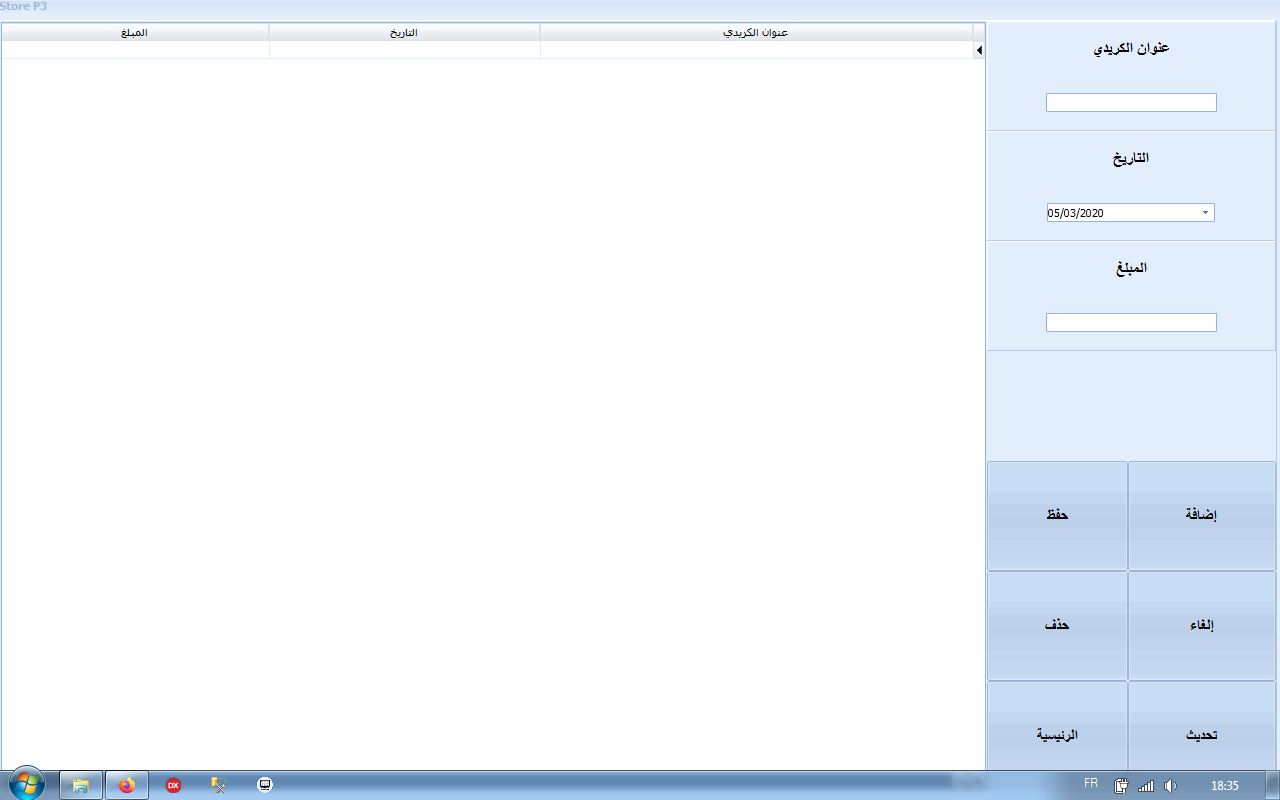 Store P3
عنوان الكريدي
التاريخ
المبلغ
عنوان الكريدي
التاريخ
05/03/2020
المبلغ
إضافة
حفظ
إلغاء
حذف
تحديث
الرئيسية
DX
FR
18:35